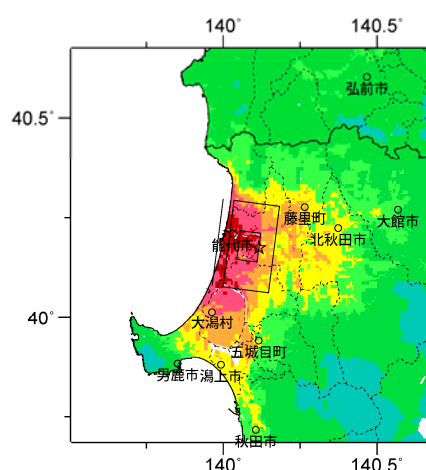 140° 140.5°
40.5°
弘前市
藤里町
大館市
北秋田市
能代市
40°
大潟村
五城目町
男鹿市 潟上市
秋田市
140° 140.5°